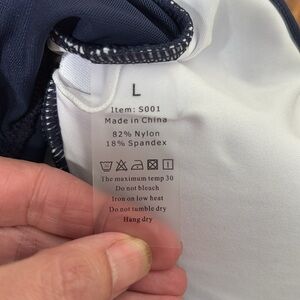 L
Item: S001
Made in China
82% Nylon
18% Spandex
The maximum temp 30
Do not bleach
Iron on low heat
Do not tamble dry
Hang dry